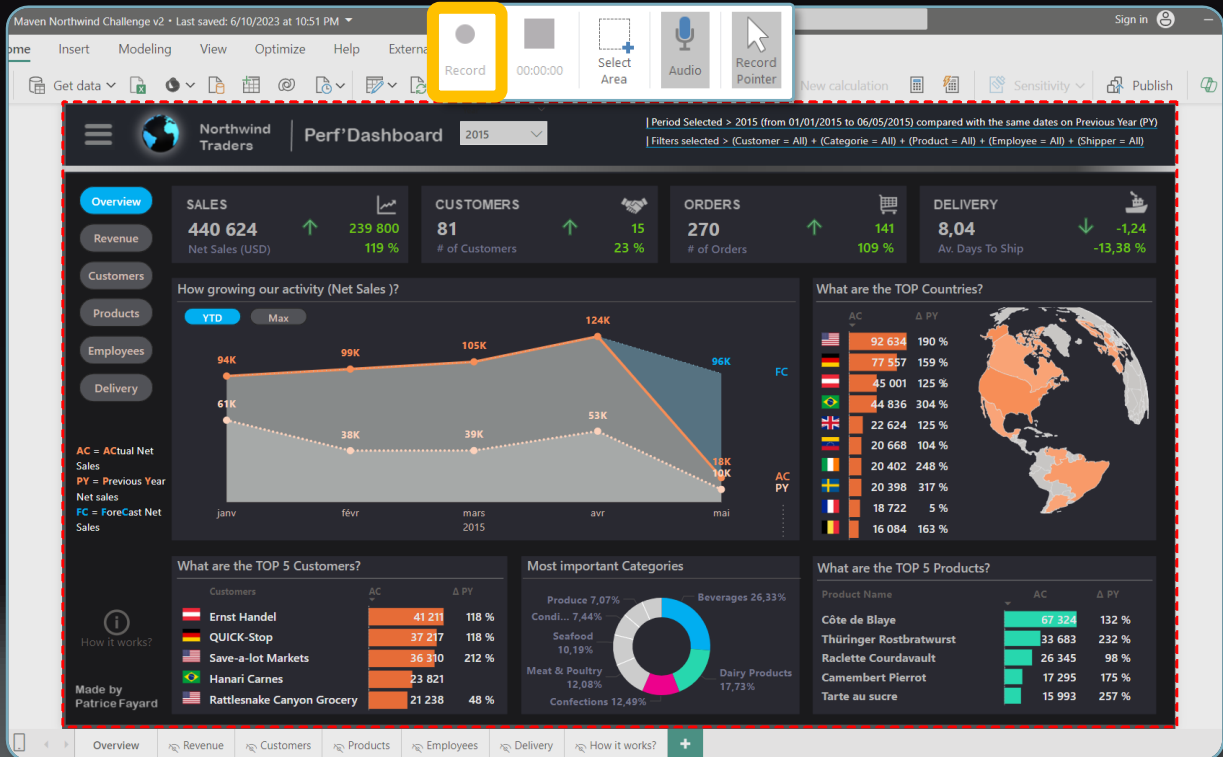 Maven Northwind Challenge v2 • Last saved: 6/10/2023 at 10:51 PM
Sign in
ome Insert Modeling View Optimize Help Externa
Get data
New calculation
Sensitivity
Publish
Record
00:00:00
Select
Area
Audio
Record
Pointer
Northwind
Traders
Perf'Dashboard
2015
| Period Selected > 2015 (from 01/01/2015 to 06/05/2015) compared with the same dates on Previous Year (PY)
| Filters selected > (Customer = All) + (Categorie = All) + (Product = All) + (Employee = All) + (Shipper = All)
Overview
Revenue
Customers
Products
Employees
Delivery
AC = ACtual Net
Sales
PY = Previous Year
Net sales
FC = ForeCast Net
Sales
How it works?
Made by
Patrice Fayard
SALES
440 624
239 800
Net Sales (USD)
119 %
CUSTOMERS
81
15
# of Customers
23 %
ORDERS
270
141
# of Orders
109 %
DELIVERY
8,04
-1,24
Av. Days To Ship
-13,38 %
How growing our activity (Net Sales )?
YTD
Max
94K
99K
105K
124K
96K
FC
61K
38K
39K
53K
18K
10K
AC
PY
janv
févr
mars
avr
mai
2015
What are the TOP Countries?
AC Δ PY
92 634 190 %
77 557 159 %
45 001 125 %
44 836 304 %
22 624 125 %
20 668 104 %
20 402 248 %
20 398 317 %
18 722 5 %
16 084 163 %
What are the TOP 5 Customers?
Customers AC Δ PY
Ernst Handel 41 211 118 %
QUICK-Stop 37 217 118 %
Save-a-lot Markets 36 310 212 %
Hanari Carnes 23 821
Rattlesnake Canyon Grocery 21 238 48 %
Most important Categories
Produce 7,07%
Condi... 7,44%
Seafood
10,19%
Meat & Poultry
12,08%
Confections 12,49%
Beverages 26,33%
Dairy Products
17,73%
What are the TOP 5 Products?
Product Name AC Δ PY
Côte de Blaye 67 324 132 %
Thüringer Rostbratwurst 33 683 232 %
Raclette Courdavault 26 345 98 %
Camembert Pierrot 17 295 175 %
Tarte au sucre 15 993 257 %
Overview
Revenue
Customers
Products
Employees
Delivery
How it works?